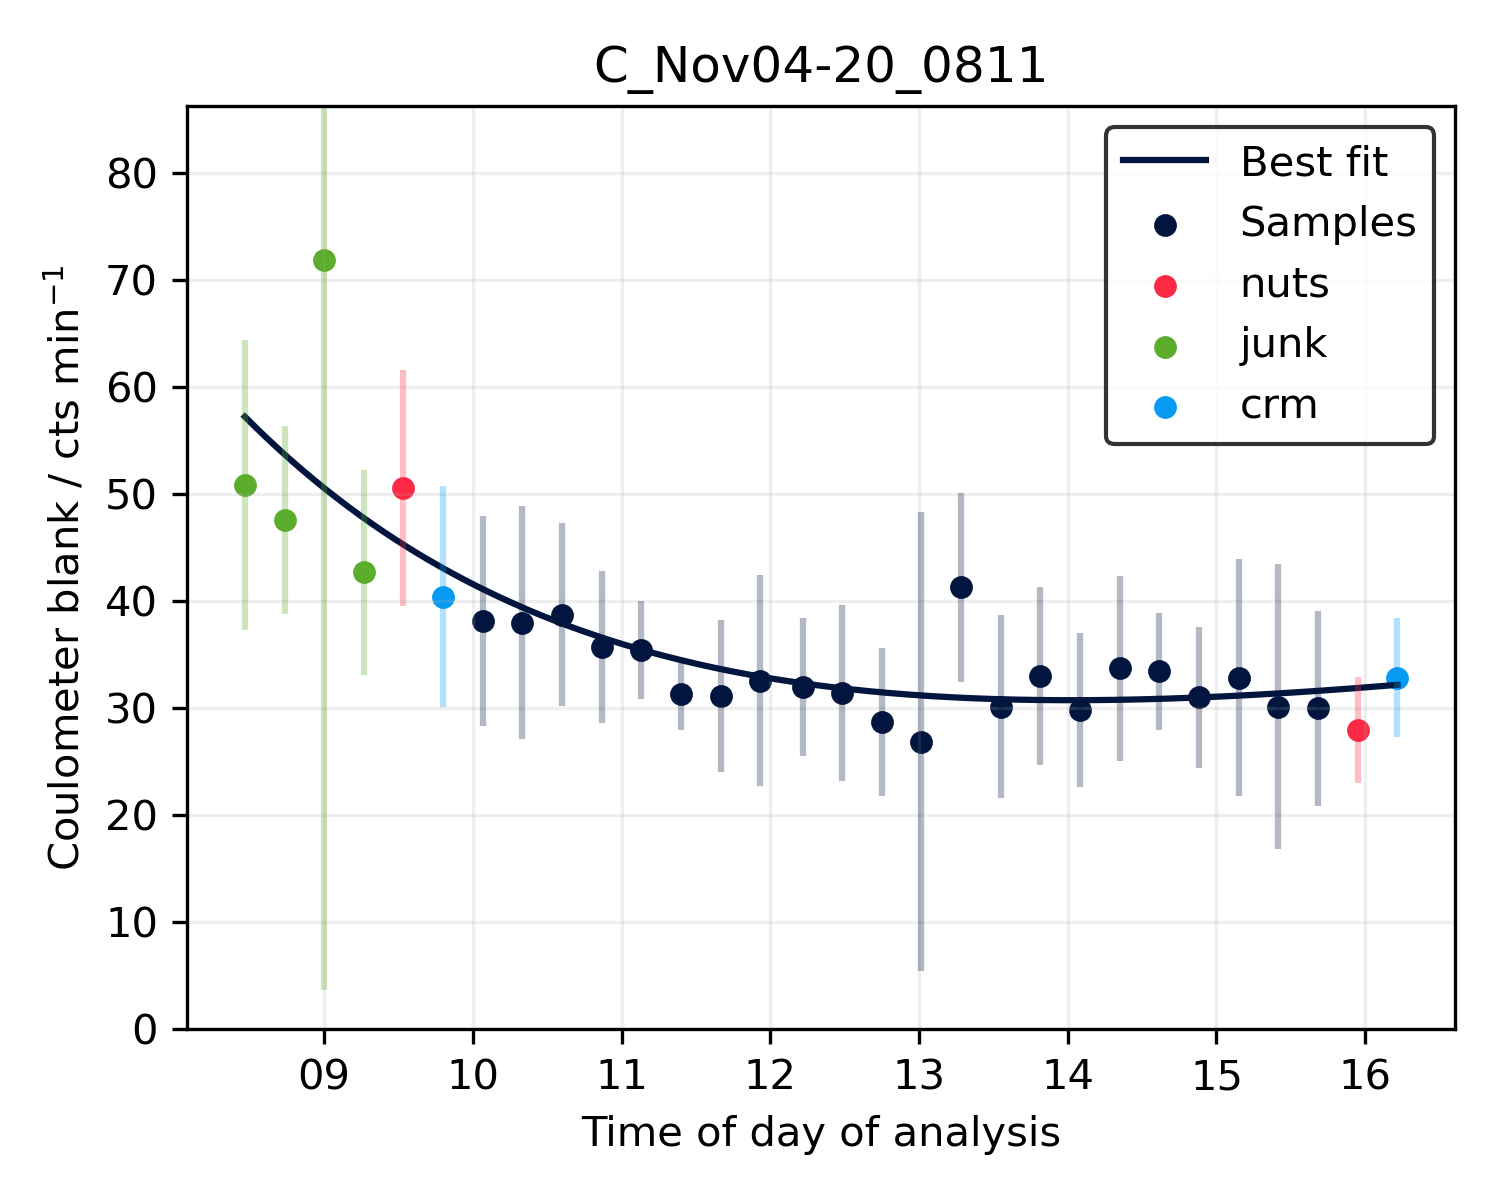 C_Nov04-20_0811
Coulometer blank / cts min⁻¹
80
70
60
50
40
30
20
10
0
09 10 11 12 13 14 15 16
Time of day of analysis
Best fit
Samples
nuts
junk
crm